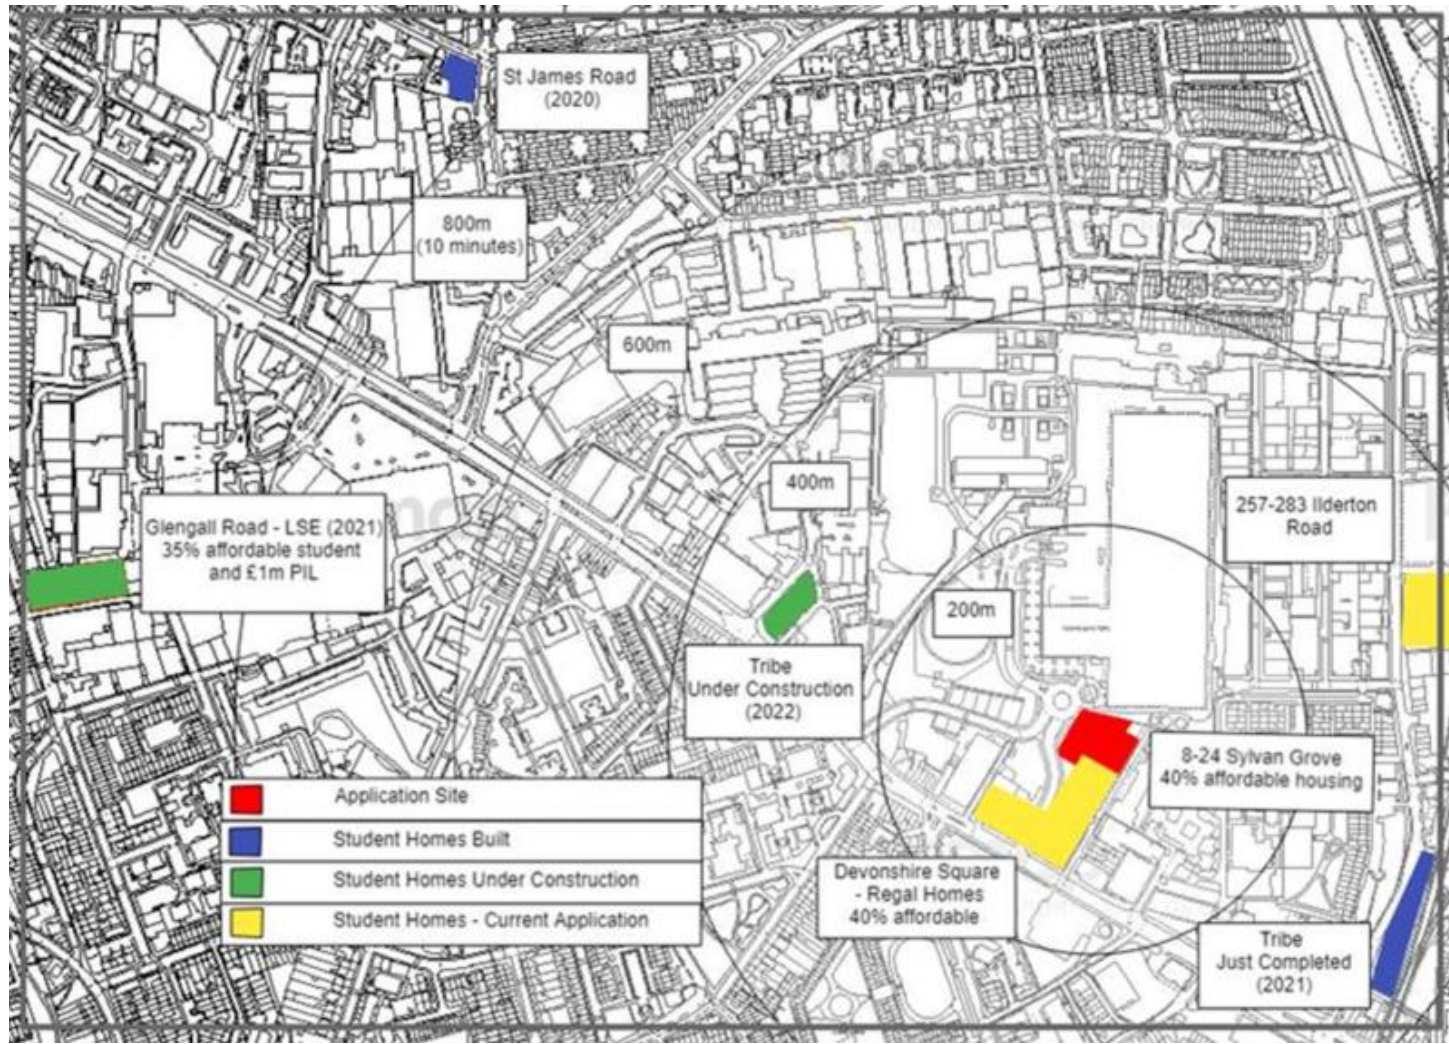 St James Road
(2020)
800m
(10 minutes)
600m
400m
257-283 Ilderton
Road
Glengall Road - LSE (2021)
35% affordable student
and £1m PIL
200m
Tribe
Under Construction
(2022)
8-24 Sylvan Grove
40% affordable housing
Application Site
Student Homes Built
Student Homes Under Construction
Student Homes - Current Application
Devonshire Square
- Regal Homes
40% affordable
Tribe
Just Completed
(2021)